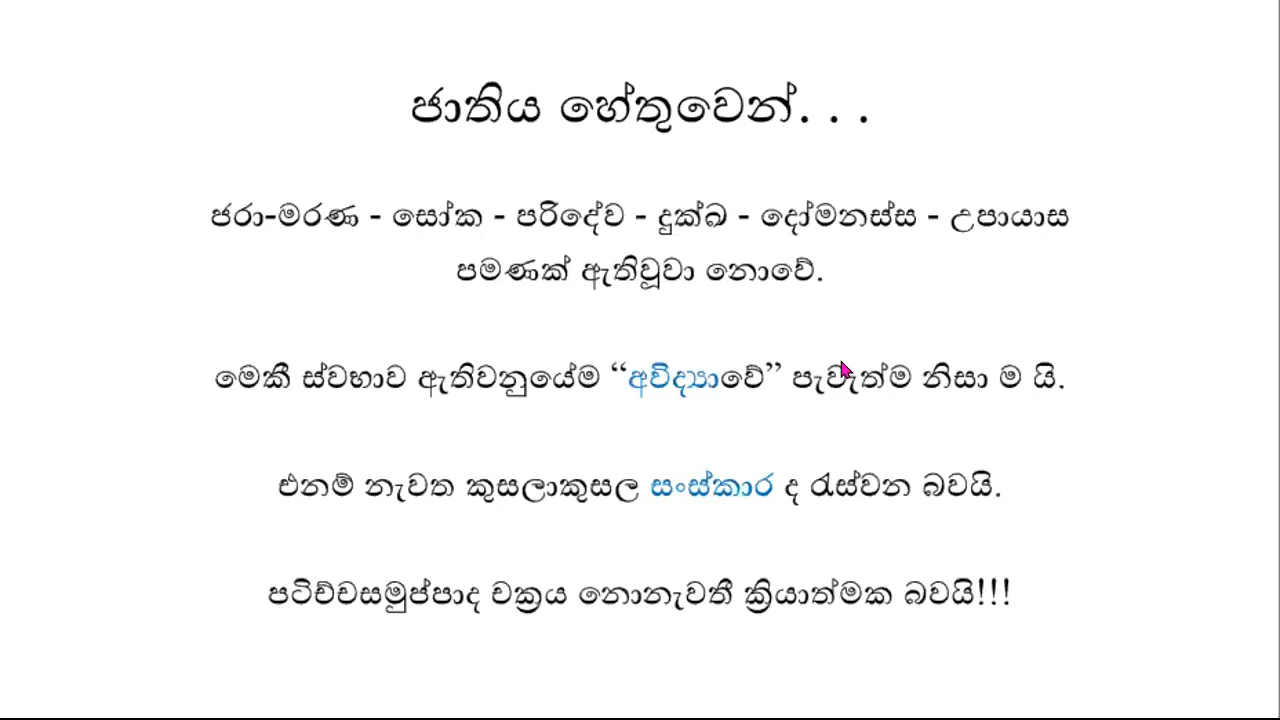 ජාතිය හේතුවෙන්. . .
ජරා-මරණ - සෝක - පරිදේව - දුක්ඛ - දෝමනස්ස - උපායාස
පමණක් ඇතිවූවා නොවේ.
මෙකී ස්වභාව ඇතිවනුයේම “අවිද්‍යාවේ” පැවැත්ම නිසා ම යි.
එනම් නැවත කුසලාකුසල සංස්කාර ද රැස්වන බවයි.
පටිච්චසමුප්පාද චක්‍රය නොනැවතී ක්‍රියාත්මක බවයි!!!